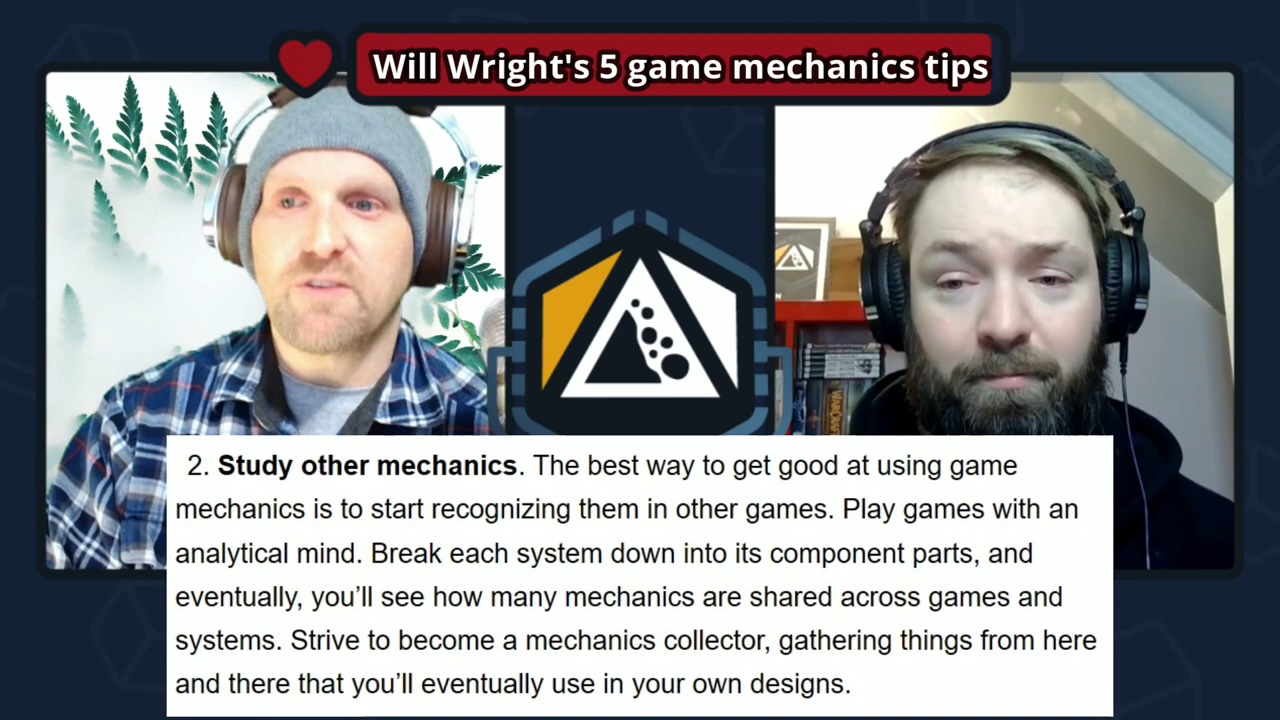 Will Wright's 5 game mechanics tips
WARCRAFT
2. Study other mechanics. The best way to get good at using game
mechanics is to start recognizing them in other games. Play games with an
analytical mind. Break each system down into its component parts, and
eventually, you’ll see how many mechanics are shared across games and
systems. Strive to become a mechanics collector, gathering things from here
and there that you’ll eventually use in your own designs.